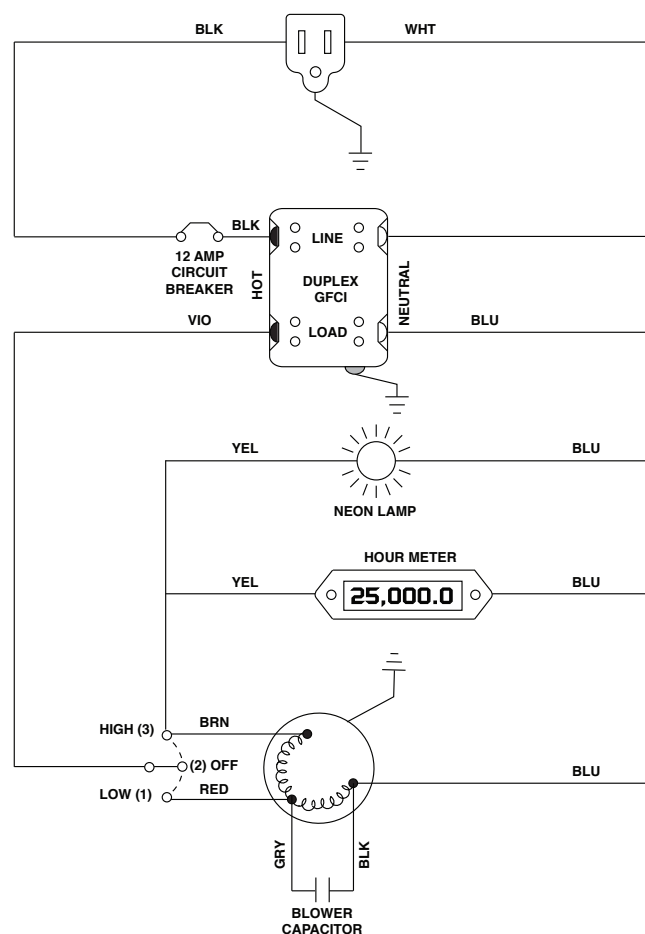 BLK
WHT
BLK
LINE
12 AMP
CIRCUIT
BREAKER
HOT
DUPLEX
GFCI
NEUTRAL
VIO
LOAD
BLU
YEL
BLU
NEON LAMP
HOUR METER
YEL
25,000.0
BLU
HIGH (3)
BRN
(2) OFF
BLU
LOW (1)
RED
GRY
BLK
BLOWER
CAPACITOR